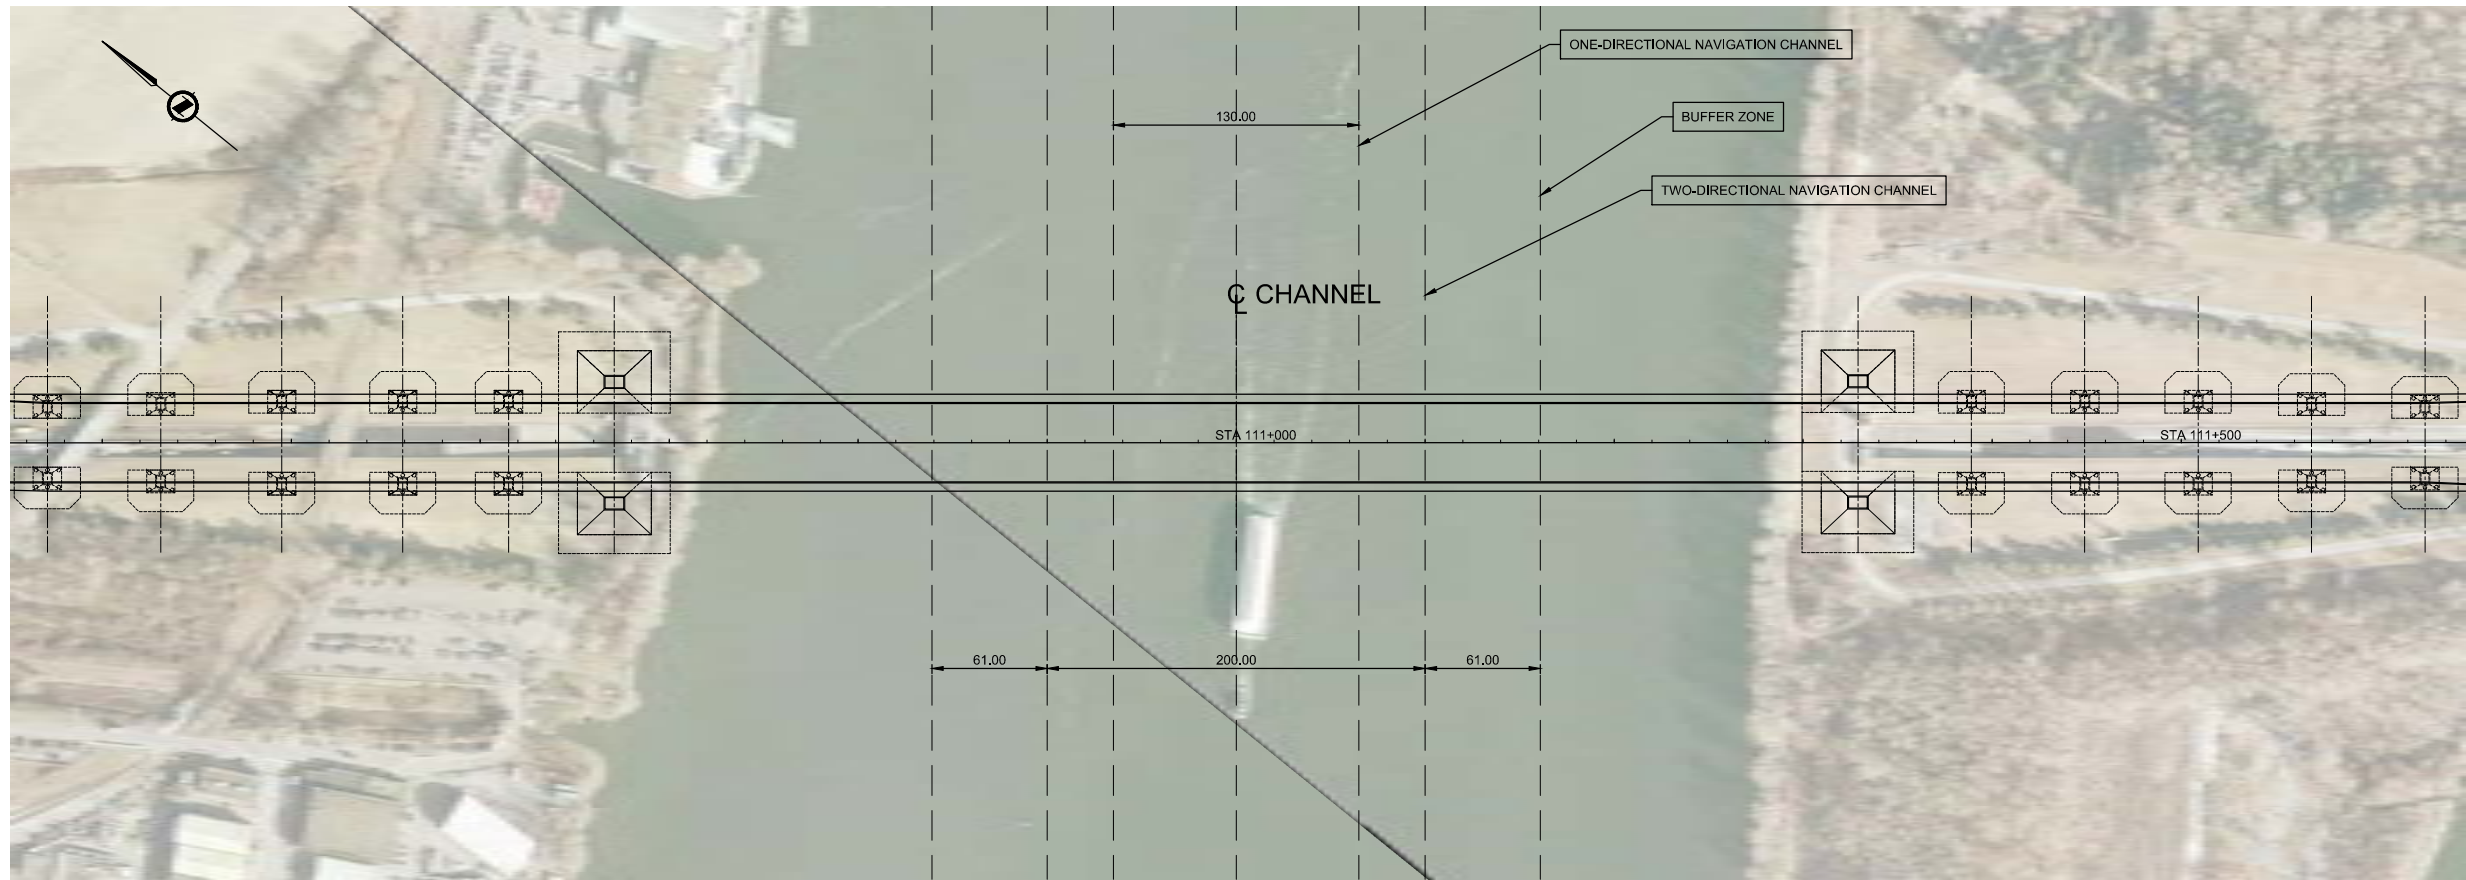 ONE-DIRECTIONAL NAVIGATION CHANNEL
130.00
BUFFER ZONE
TWO-DIRECTIONAL NAVIGATION CHANNEL
℄ CHANNEL
STA 111+000
STA 111+500
61.00
200.00
61.00